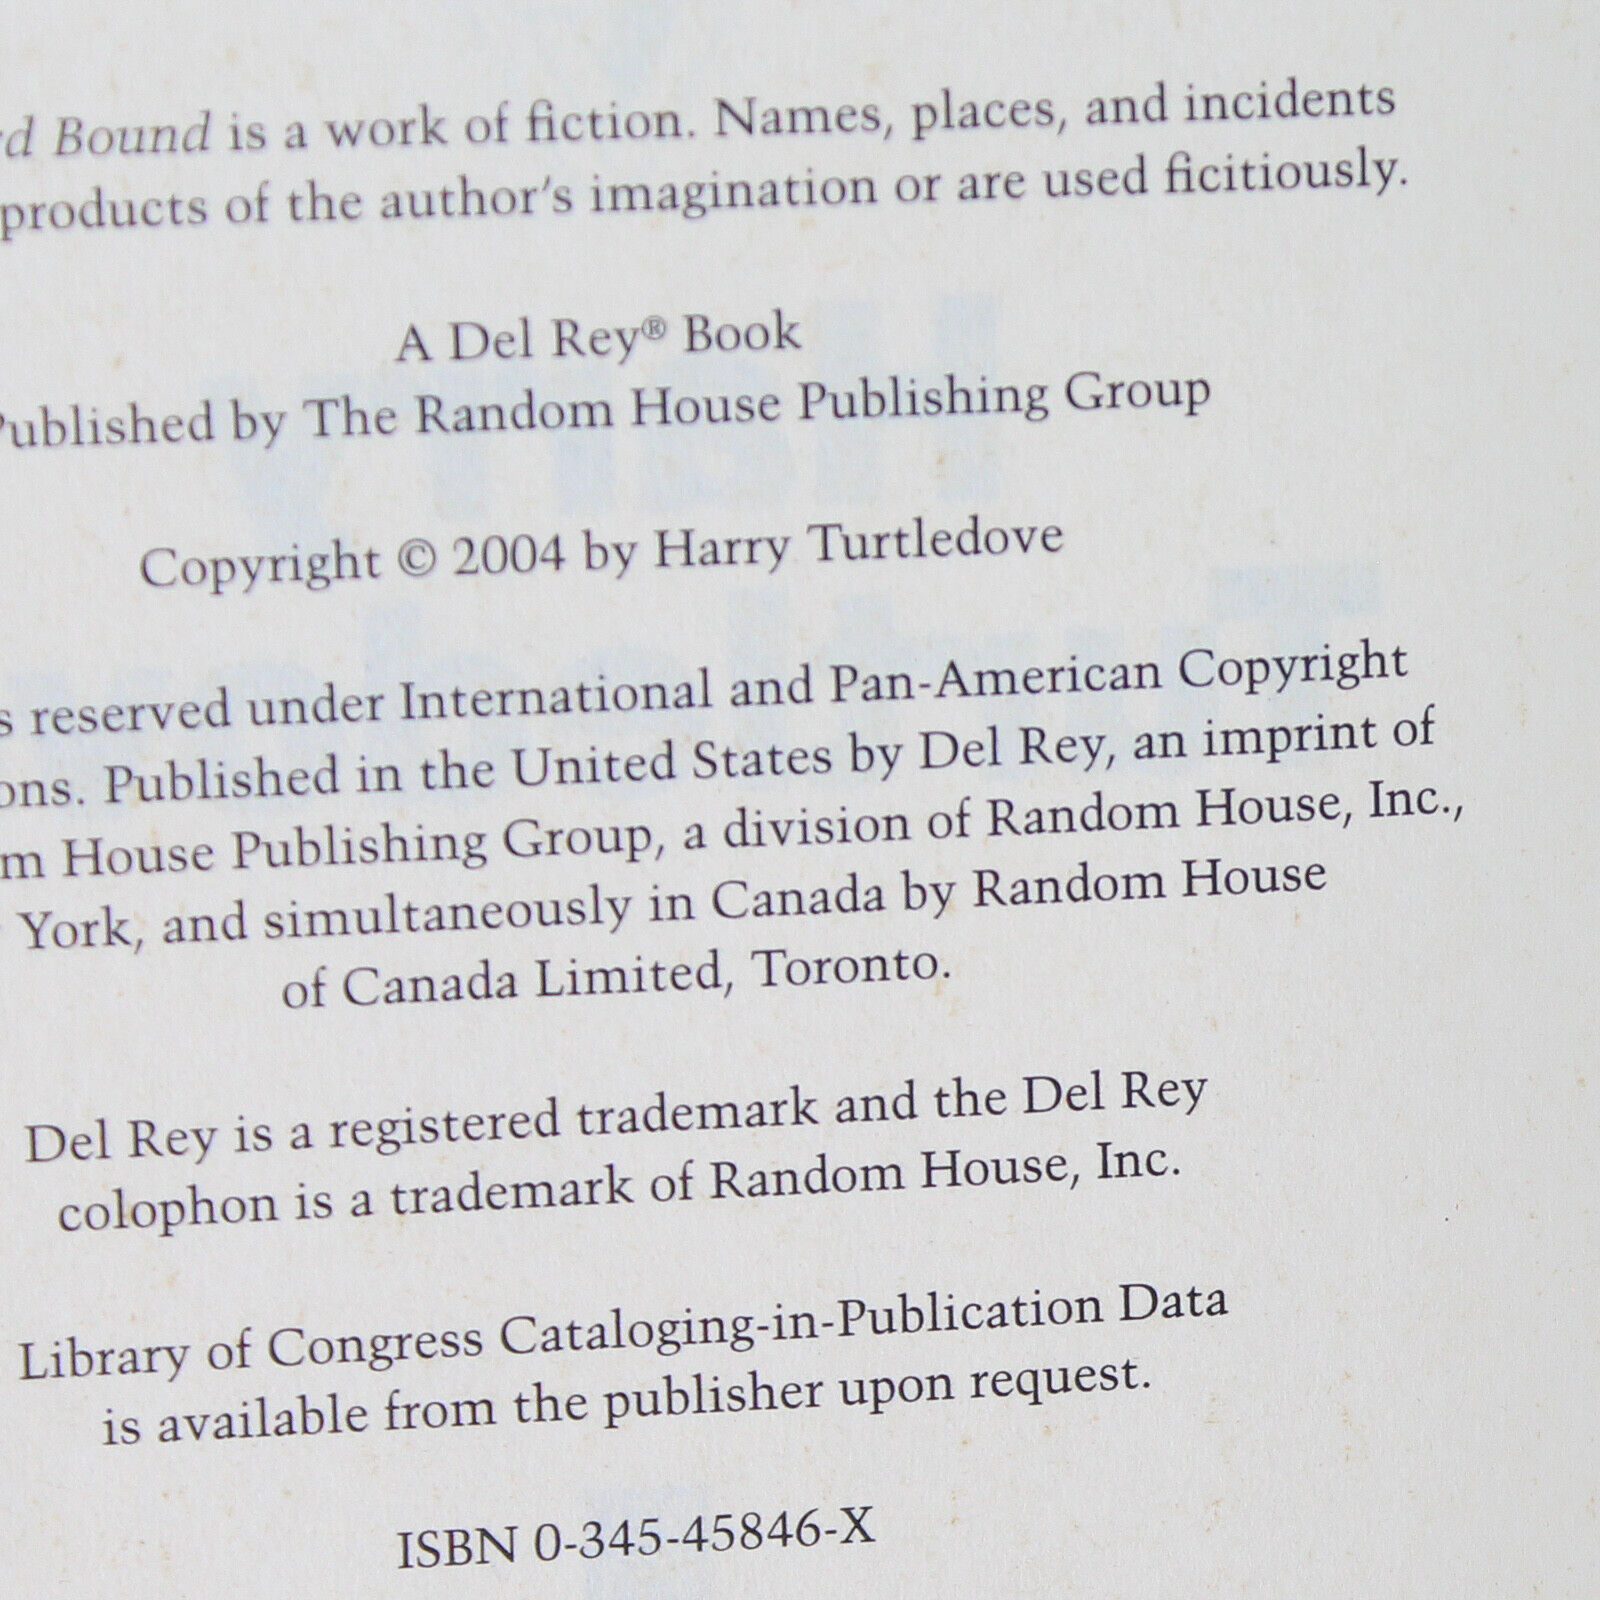 Bound is a work of fiction. Names, places, and incidents
products of the author's imagination or are used ficitiously.
A Del Rey® Book
Published by The Random House Publishing Group
Copyright © 2004 by Harry Turtledove
reserved under International and Pan-American Copyright
Published in the United States by Del Rey, an imprint of
House Publishing Group, a division of Random House, Inc.,
York, and simultaneously in Canada by Random House
of Canada Limited, Toronto.
Del Rey is a registered trademark and the Del Rey
colophon is a trademark of Random House, Inc.
Library of Congress Cataloging-in-Publication Data
is available from the publisher upon request.
ISBN 0-345-45846-X